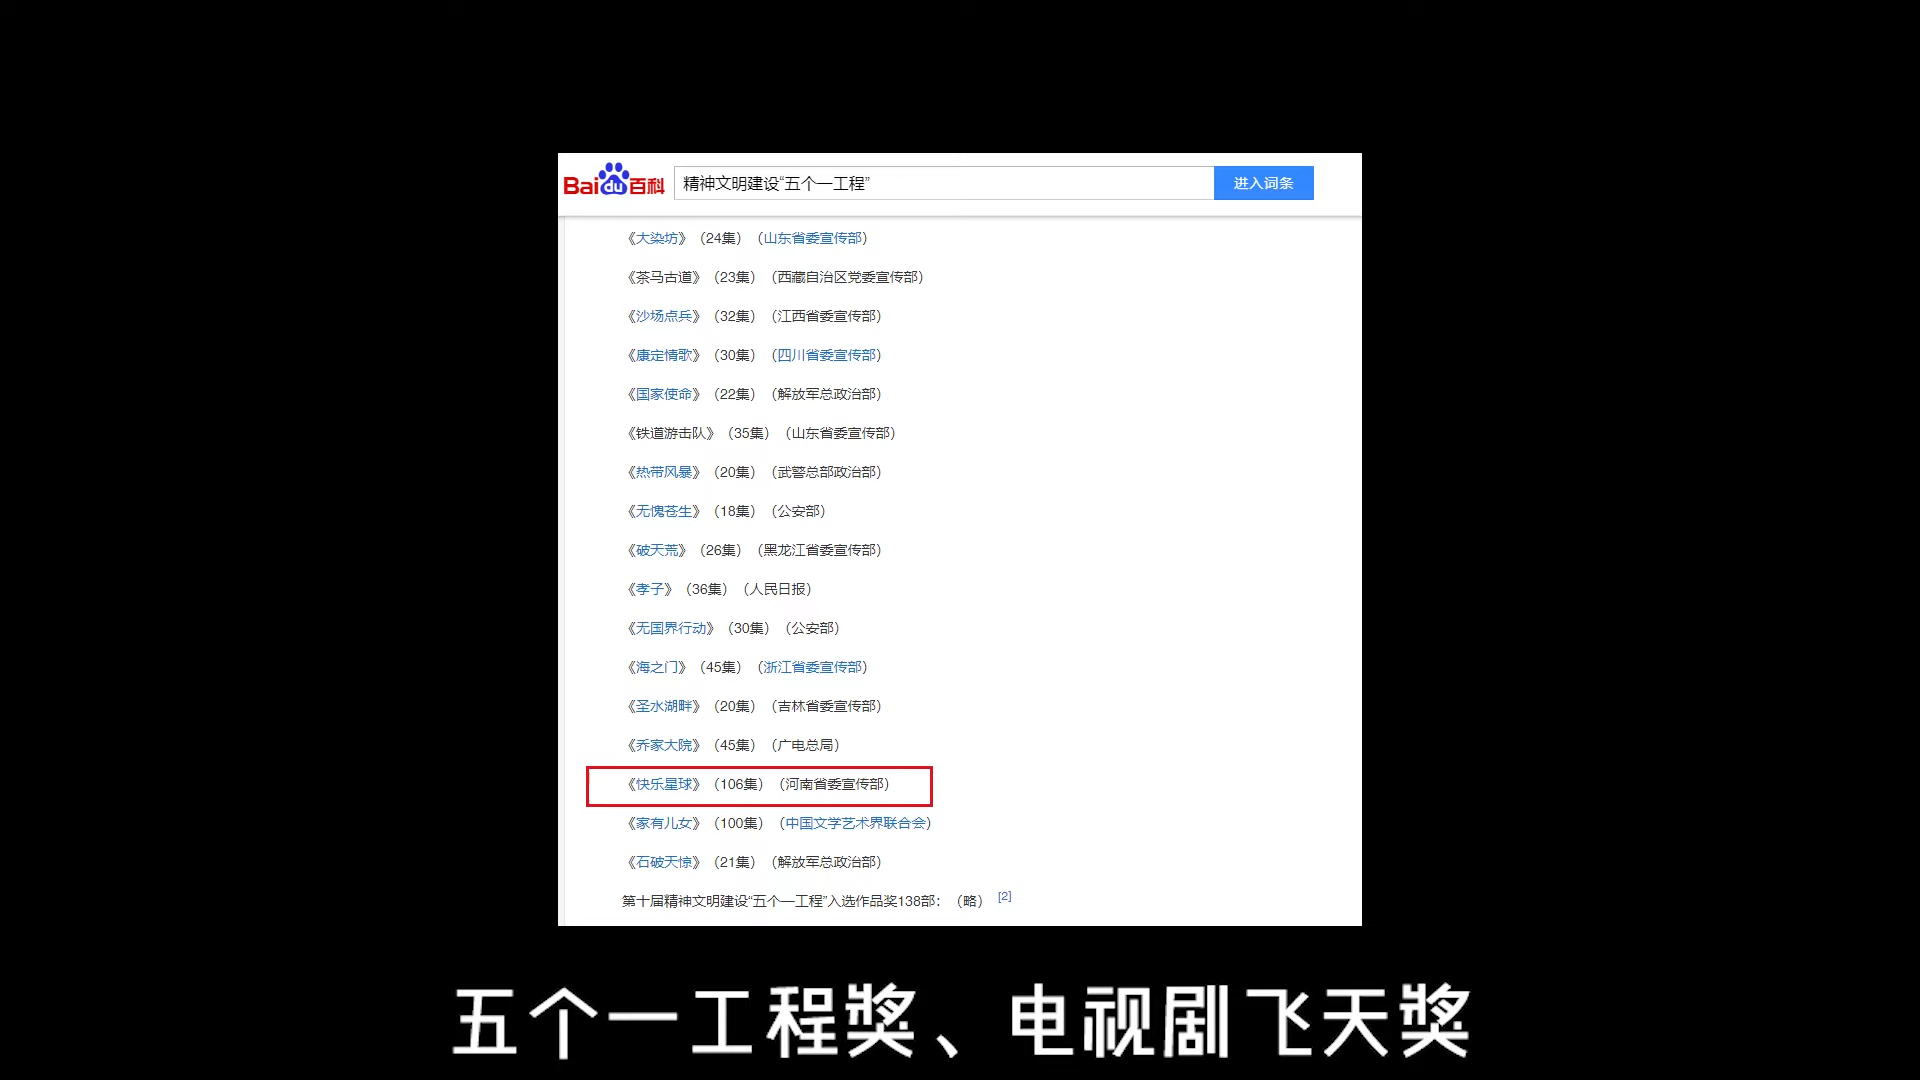 Baidu百科 精神文明建设“五个一工程” 进入词条
《大染坊》（24集）（山东省委宣传部）
《茶马古道》（23集）（西藏自治区党委宣传部）
《沙场点兵》（32集）（江西省委宣传部）
《康定情歌》（30集）（四川省委宣传部）
《国家使命》（22集）（解放军总政治部）
《铁道游击队》（35集）（山东省委宣传部）
《热带风暴》（20集）（武警总部政治部）
《无愧苍生》（18集）（公安部）
《破天荒》（26集）（黑龙江省委宣传部）
《孝子》（36集）（人民日报）
《无国界行动》（30集）（公安部）
《海之门》（45集）（浙江省委宣传部）
《圣水湖畔》（20集）（吉林省委宣传部）
《乔家大院》（45集）（广电总局）
《快乐星球》（106集）（河南省委宣传部）
《家有儿女》（100集）（中国文学艺术界联合会）
《石破天惊》（21集）（解放军总政治部）
第十届精神文明建设“五个一工程”入选作品奖138部：（略） [2]
五个一工程奖、电视剧飞天奖